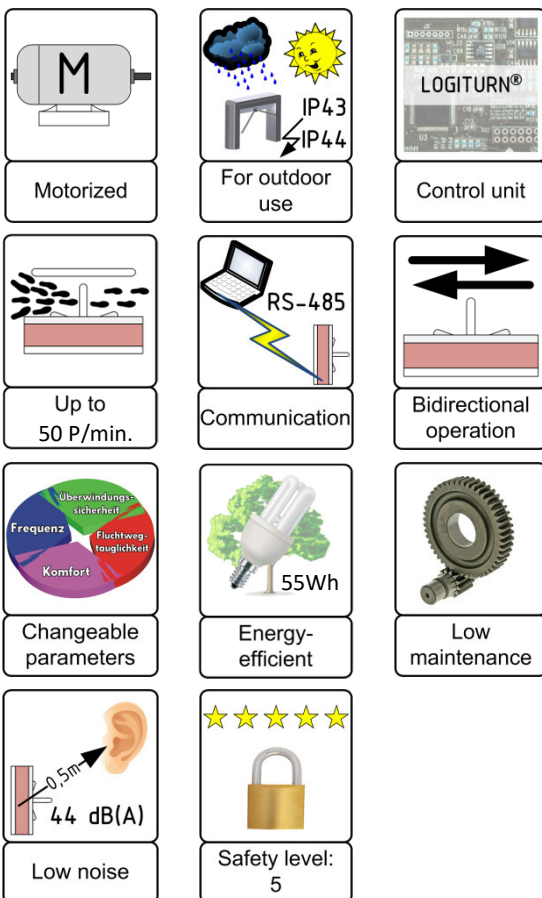 M
Motorized
IP43
IP44
For outdoor
use
LOGITURN®
Control unit
Up to
50 P/min.
RS-485
Communication
Bidirectional
operation
Überwindungs-
sicherheit
Frequenz
Fluchtweg-
tauglichkeit
Komfort
Changeable
parameters
55Wh
Energy-
efficient
Low
maintenance
0,5m
44 dB(A)
Low noise
Safety level:
5